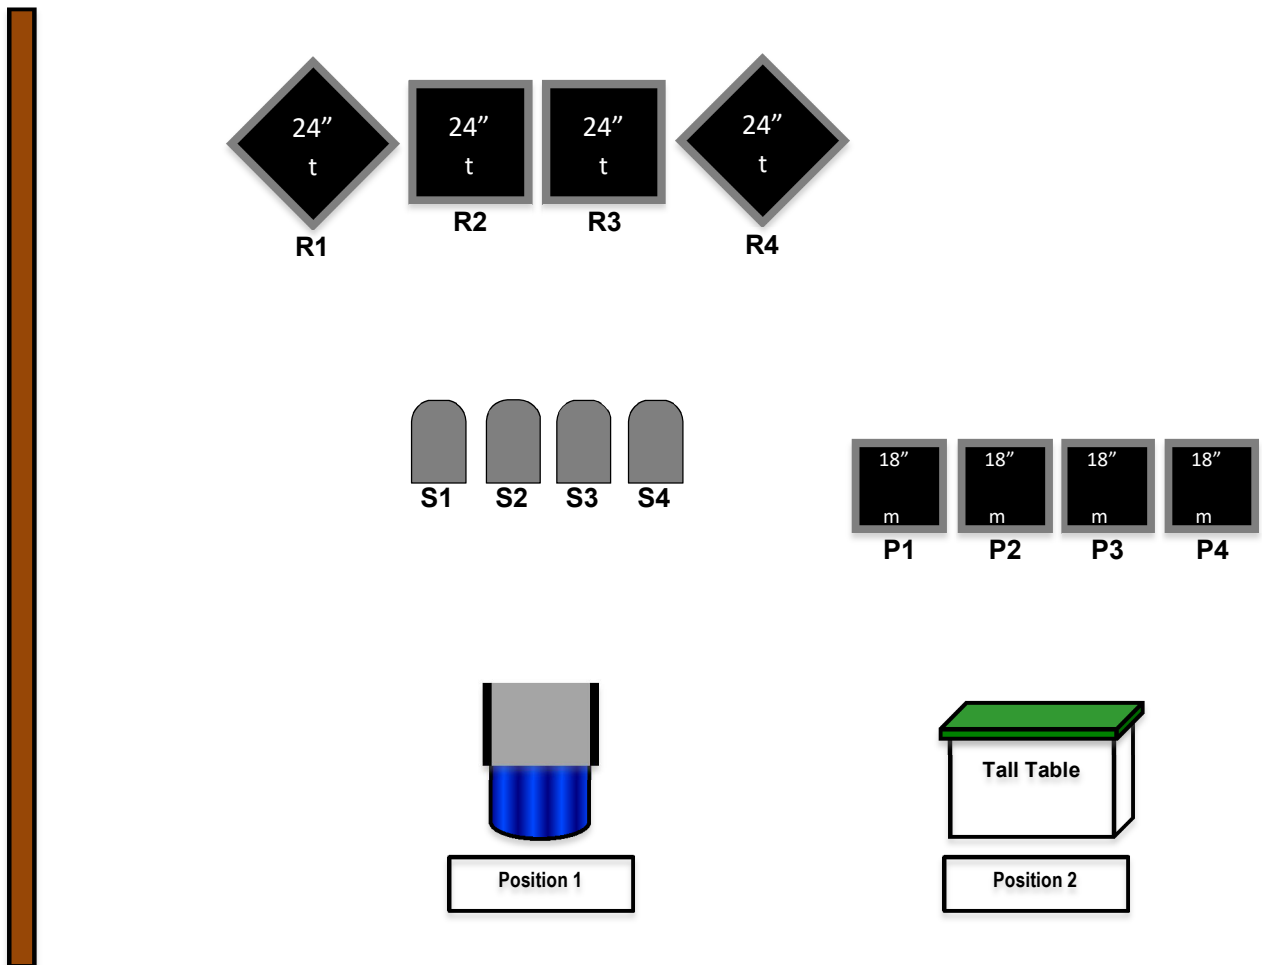 24”
t
R1
24”
t
R2
24”
t
R3
24”
t
R4
S1
S2
S3
S4
18”
m
P1
18”
m
P2
18”
m
P3
18”
m
P4
Tall Table
Position 1
Position 2